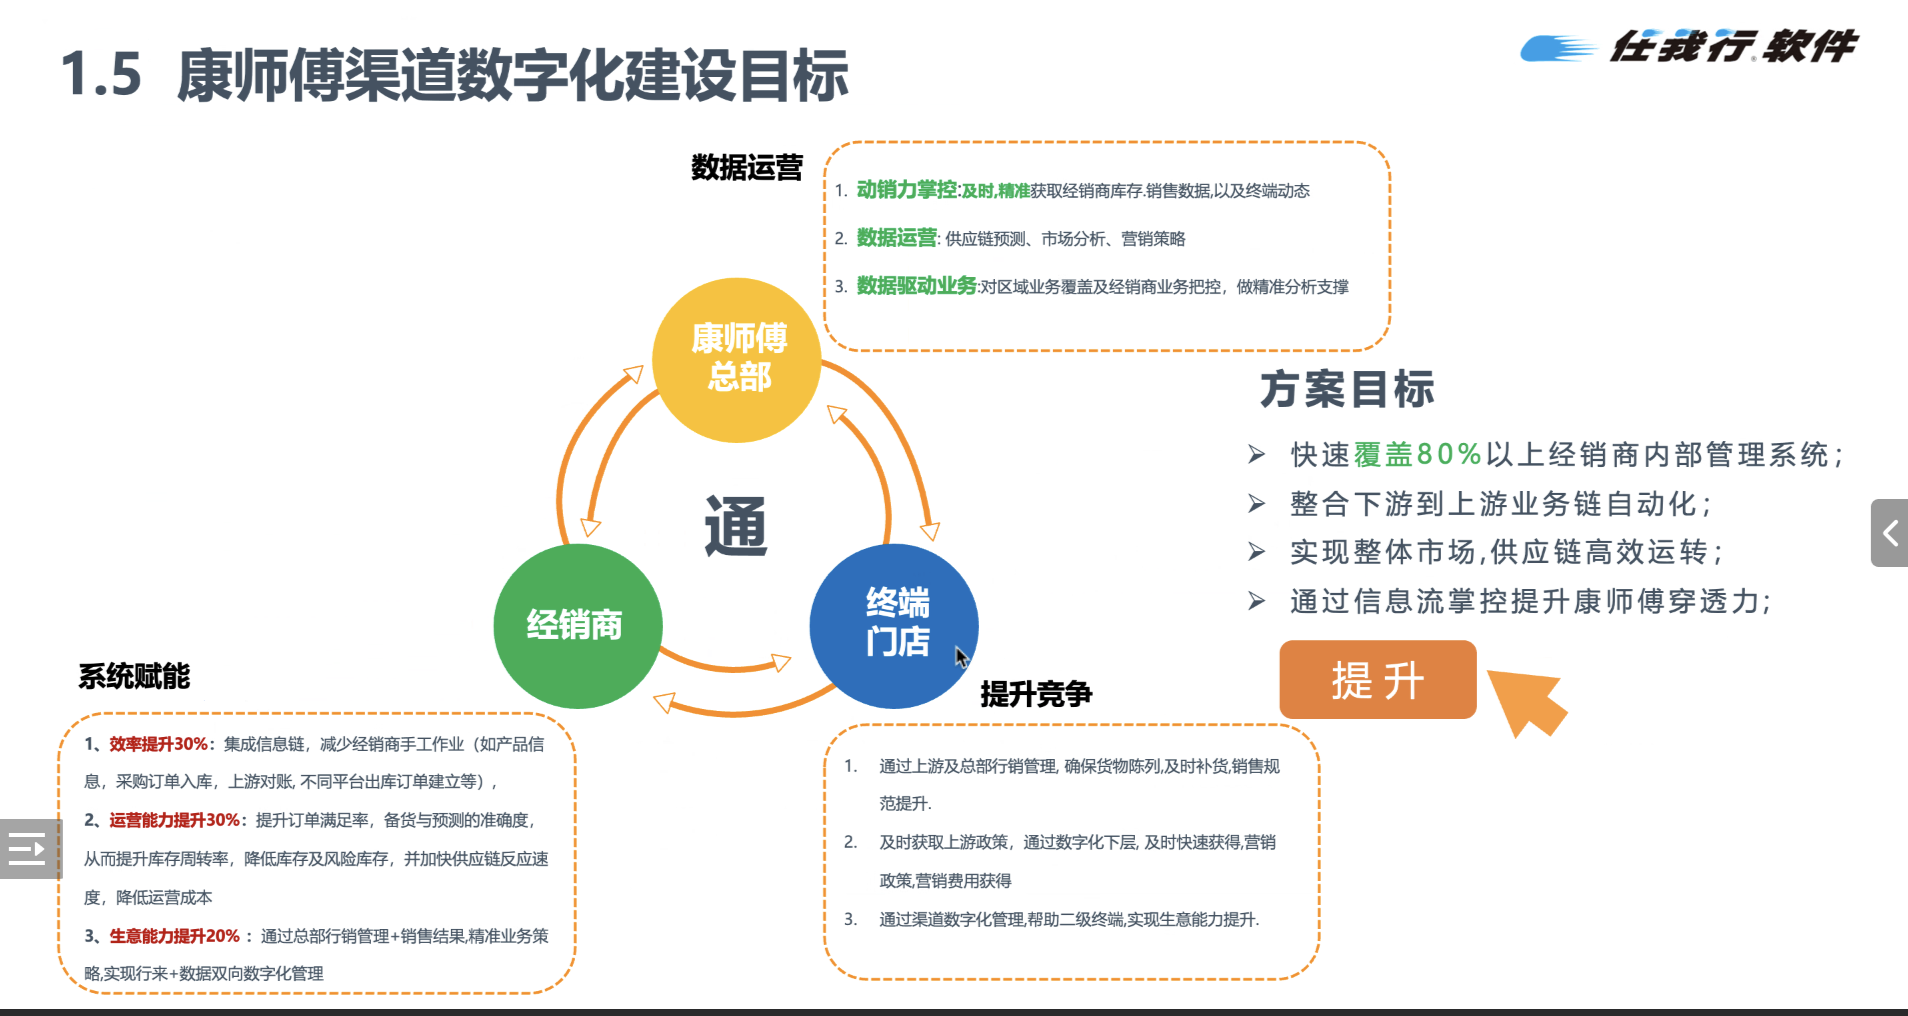 1.5 康师傅渠道数字化建设目标
任我行软件
数据运营
1. 动销力掌控:及时,精准获取经销商库存.销售数据,以及终端动态
2. 数据运营: 供应链预测、市场分析、营销策略
3. 数据驱动业务:对区域业务覆盖及经销商业务把控，做精准分析支撑
康师傅
总部
通
经销商
终端
门店
方案目标
➢ 快速覆盖80%以上经销商内部管理系统;
➢ 整合下游到上游业务链自动化;
➢ 实现整体市场,供应链高效运转;
➢ 通过信息流掌控提升康师傅穿透力;
提升
系统赋能
1、效率提升30%：集成信息链，减少经销商手工作业（如产品信
息，采购订单入库，上游对账, 不同平台出库订单建立等）,
2、运营能力提升30%：提升订单满足率，备货与预测的准确度，
从而提升库存周转率，降低库存及风险库存，并加快供应链反应速
度，降低运营成本
3、生意能力提升20% ：通过总部行销管理+销售结果,精准业务策
略,实现行来+数据双向数字化管理
提升竞争
1. 通过上游及总部行销管理, 确保货物陈列,及时补货,销售规
范提升.
2. 及时获取上游政策，通过数字化下层, 及时快速获得,营销
政策,营销费用获得
3. 通过渠道数字化管理,帮助二级终端,实现生意能力提升.